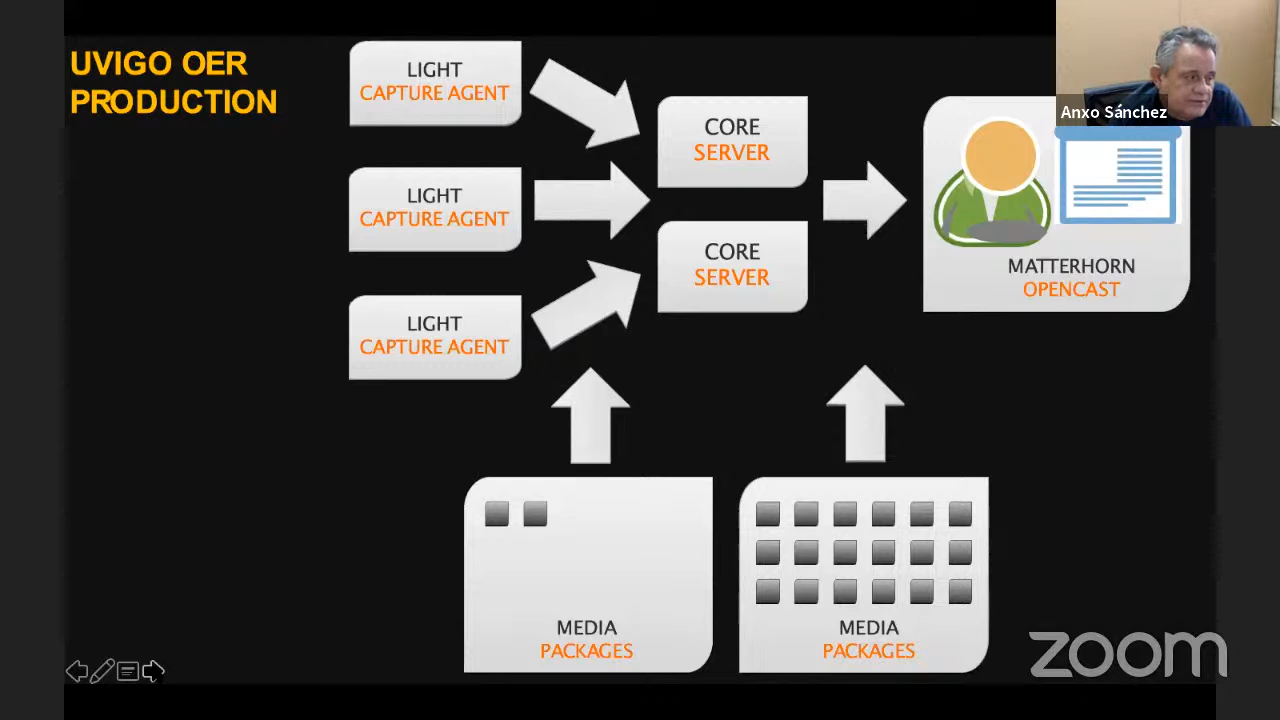 UVIGO OER
PRODUCTION
LIGHT
CAPTURE AGENT
LIGHT
CAPTURE AGENT
LIGHT
CAPTURE AGENT
CORE
SERVER
CORE
SERVER
Anxo Sánchez
MATTERHORN
OPENCAST
MEDIA
PACKAGES
MEDIA
PACKAGES
zoom